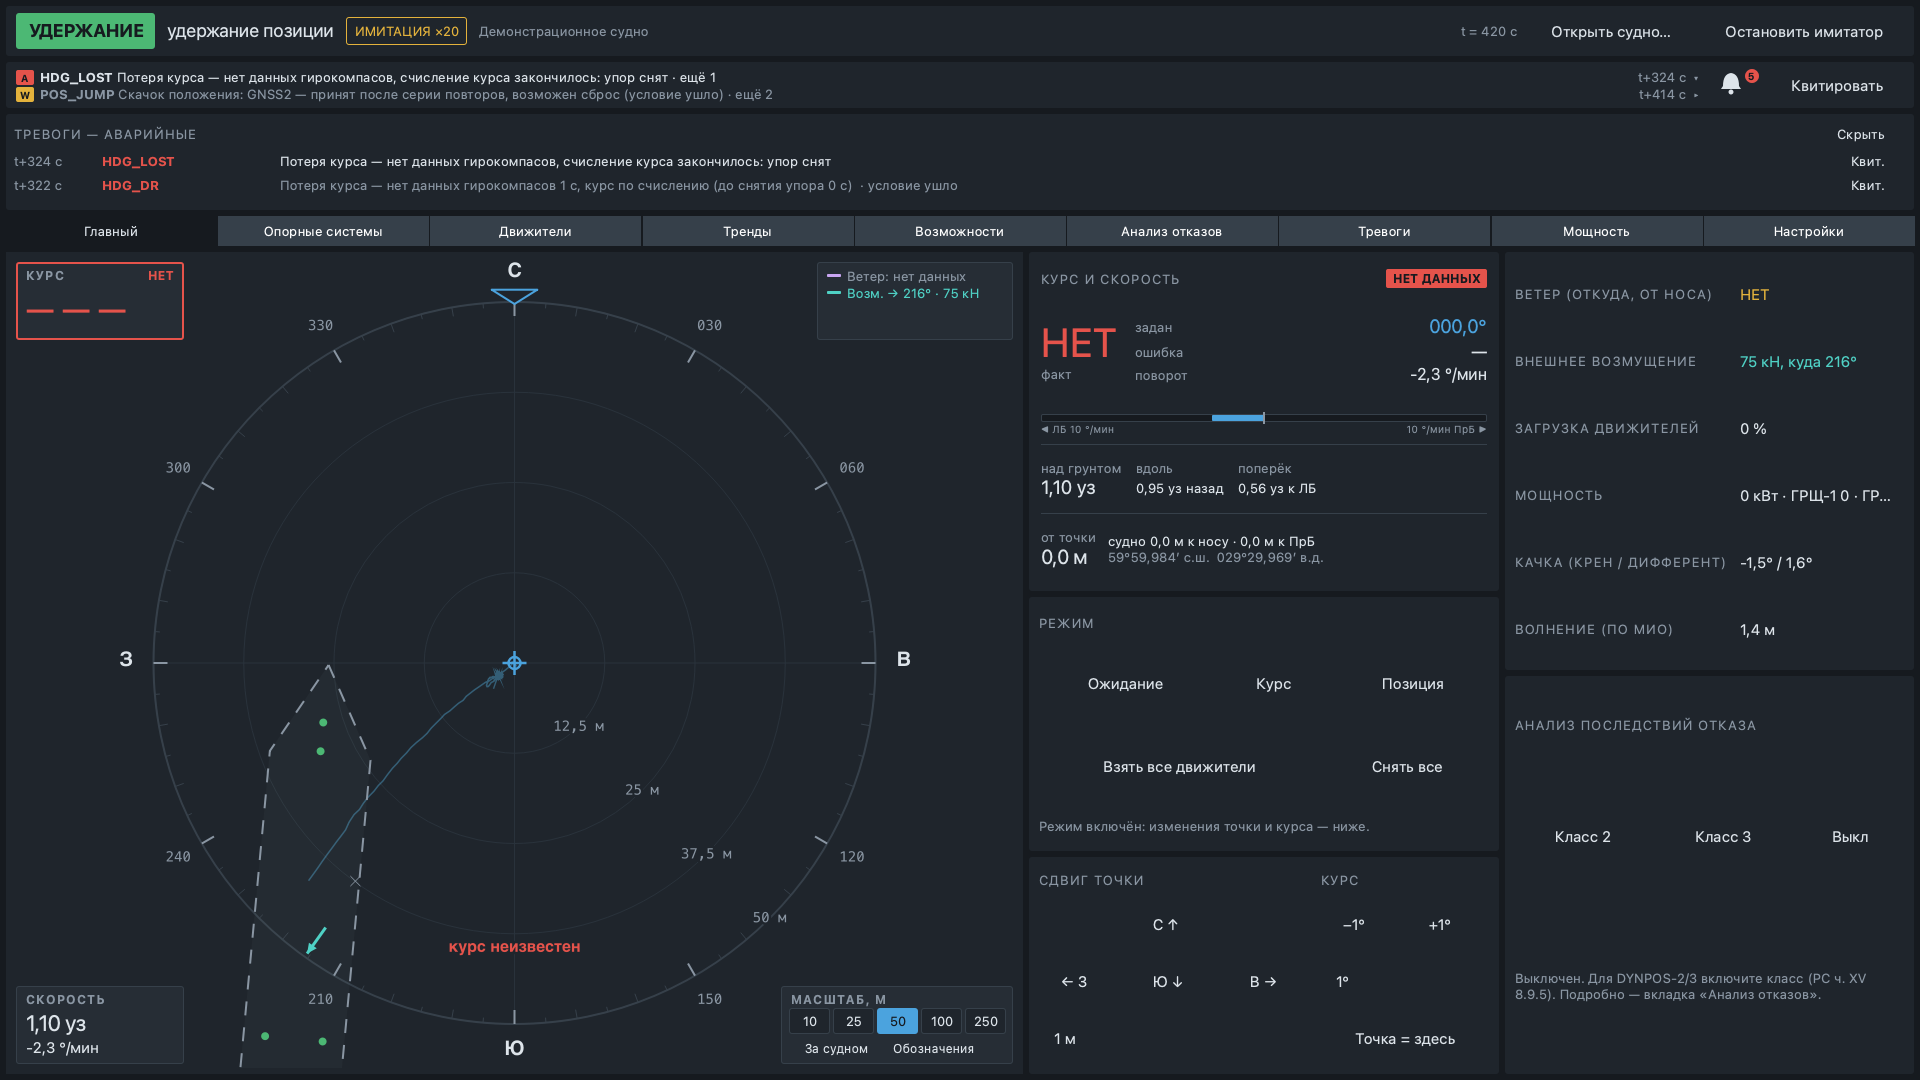 УДЕРЖАНИЕ удержание позиции ИМИТАЦИЯ ×20 Демонстрационное судно t = 420 с Открыть судно... Остановить имитатор
A HDG_LOST Потеря курса — нет данных гирокомпасов, счисление курса закончилось: упор снят · ещё 1 t+324 с
W POS_JUMP Скачок положения: GNSS2 — принят после серии повторов, возможен сброс (условие ушло) · ещё 2 t+414 с
5
Квитировать
ТРЕВОГИ — АВАРИЙНЫЕ Скрыть
t+324 с HDG_LOST Потеря курса — нет данных гирокомпасов, счисление курса закончилось: упор снят Квит.
t+322 с HDG_DR Потеря курса — нет данных гирокомпасов 1 с, курс по счислению (до снятия упора 0 с) · условие ушло Квит.
Главный Опорные системы Движители Тренды Возможности Анализ отказов Тревоги Мощность Настройки
КУРС НЕТ
— — —
С
Ветер: нет данных
Возм. → 216° · 75 кН
330 030
300 060
З В
12,5 м
25 м
37,5 м
240 120
50 м
курс неизвестен
210 150
Ю
СКОРОСТЬ
1,10 уз
-2,3 °/мин
МАСШТАБ, М
10 25 50 100 250
За судном Обозначения
КУРС И СКОРОСТЬ НЕТ ДАННЫХ
НЕТ
факт
задан 000,0°
ошибка —
поворот -2,3 °/мин
◄ ЛБ 10 °/мин 10 °/мин ПрБ ►
над грунтом вдоль поперёк
1,10 уз 0,95 уз назад 0,56 уз к ЛБ
от точки
0,0 м
судно 0,0 м к носу · 0,0 м к ПрБ
59°59,984′ с.ш. 029°29,969′ в.д.
РЕЖИМ
Ожидание Курс Позиция
Взять все движители Снять все
Режим включён: изменения точки и курса — ниже.
СДВИГ ТОЧКИ КУРС
С ↑ −1° +1°
← З Ю ↓ В → 1°
1 м Точка = здесь
ВЕТЕР (ОТКУДА, ОТ НОСА) НЕТ
ВНЕШНЕЕ ВОЗМУЩЕНИЕ 75 кН, куда 216°
ЗАГРУЗКА ДВИЖИТЕЛЕЙ 0 %
МОЩНОСТЬ 0 кВт · ГРЩ-1 0 · ГР...
КАЧКА (КРЕН / ДИФФЕРЕНТ) -1,5° / 1,6°
ВОЛНЕНИЕ (ПО МИО) 1,4 м
АНАЛИЗ ПОСЛЕДСТВИЙ ОТКАЗА
Класс 2 Класс 3 Выкл
Выключен. Для DYNPOS-2/3 включите класс (РС ч. XV
8.9.5). Подробно — вкладка «Анализ отказов».